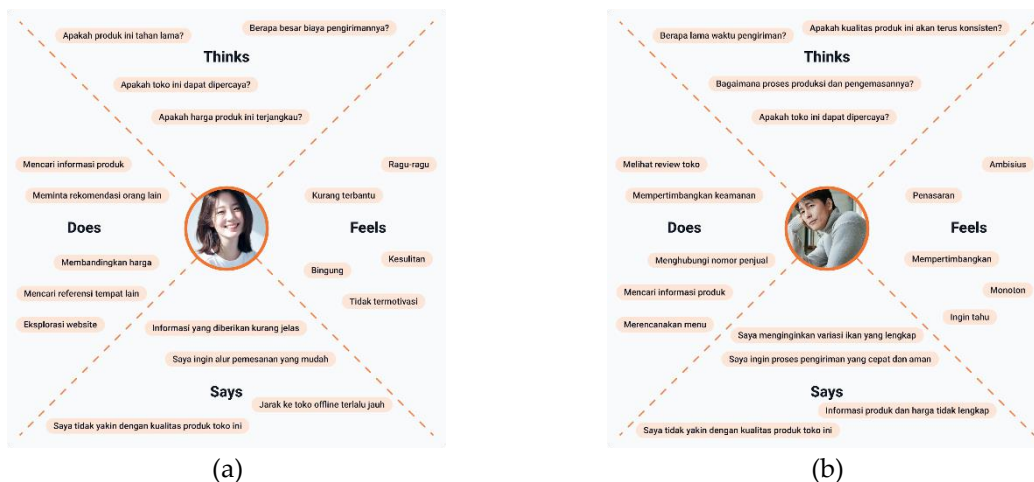 Apakah produk ini tahan lama?
Berapa besar biaya pengirimannya?
Thinks
Apakah toko ini dapat dipercaya?
Apakah harga produk ini terjangkau?
Mencari informasi produk
Meminta rekomendasi orang lain
Does
Membandingkan harga
Mencari referensi tempat lain
Eksplorasi website
Ragu-ragu
Kurang terbantu
Feels
Kesulitan
Bingung
Tidak termotivasi
Informasi yang diberikan kurang jelas
Saya ingin alur pemesanan yang mudah
Says
Jarak ke toko offline terlalu jauh
Saya tidak yakin dengan kualitas produk toko ini
(a)
Apakah kualitas produk ini akan terus konsisten?
Berapa lama waktu pengiriman?
Thinks
Bagaimana proses produksi dan pengemasannya?
Apakah toko ini dapat dipercaya?
Melihat review toko
Mempertimbangkan keamanan
Does
Menghubungi nomor penjual
Mencari informasi produk
Merencanakan menu
Ambisius
Penasaran
Feels
Mempertimbangkan
Monoton
Ingin tahu
Saya menginginkan variasi ikan yang lengkap
Saya ingin proses pengiriman yang cepat dan aman
Says
Informasi produk dan harga tidak lengkap
Saya tidak yakin dengan kualitas produk toko ini
(b)